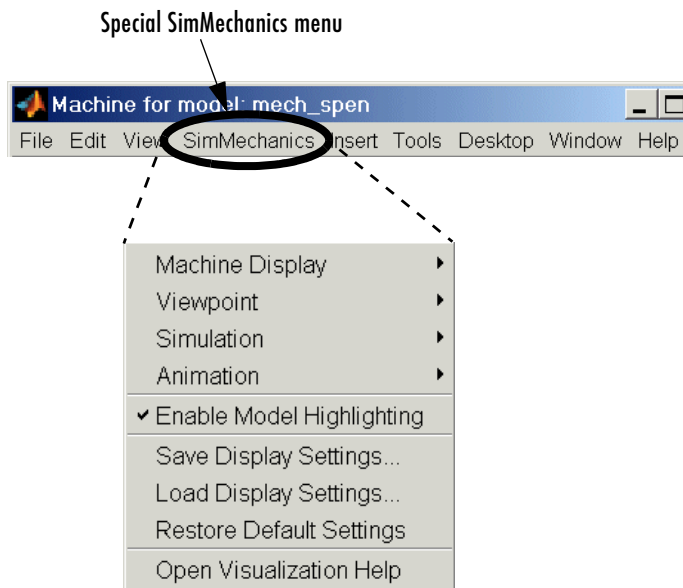 Special SimMechanics menu
Machine for model: mech_spen
File Edit View SimMechanics Insert Tools Desktop Window Help
Machine Display
Viewpoint
Simulation
Animation
Enable Model Highlighting
Save Display Settings...
Load Display Settings...
Restore Default Settings
Open Visualization Help